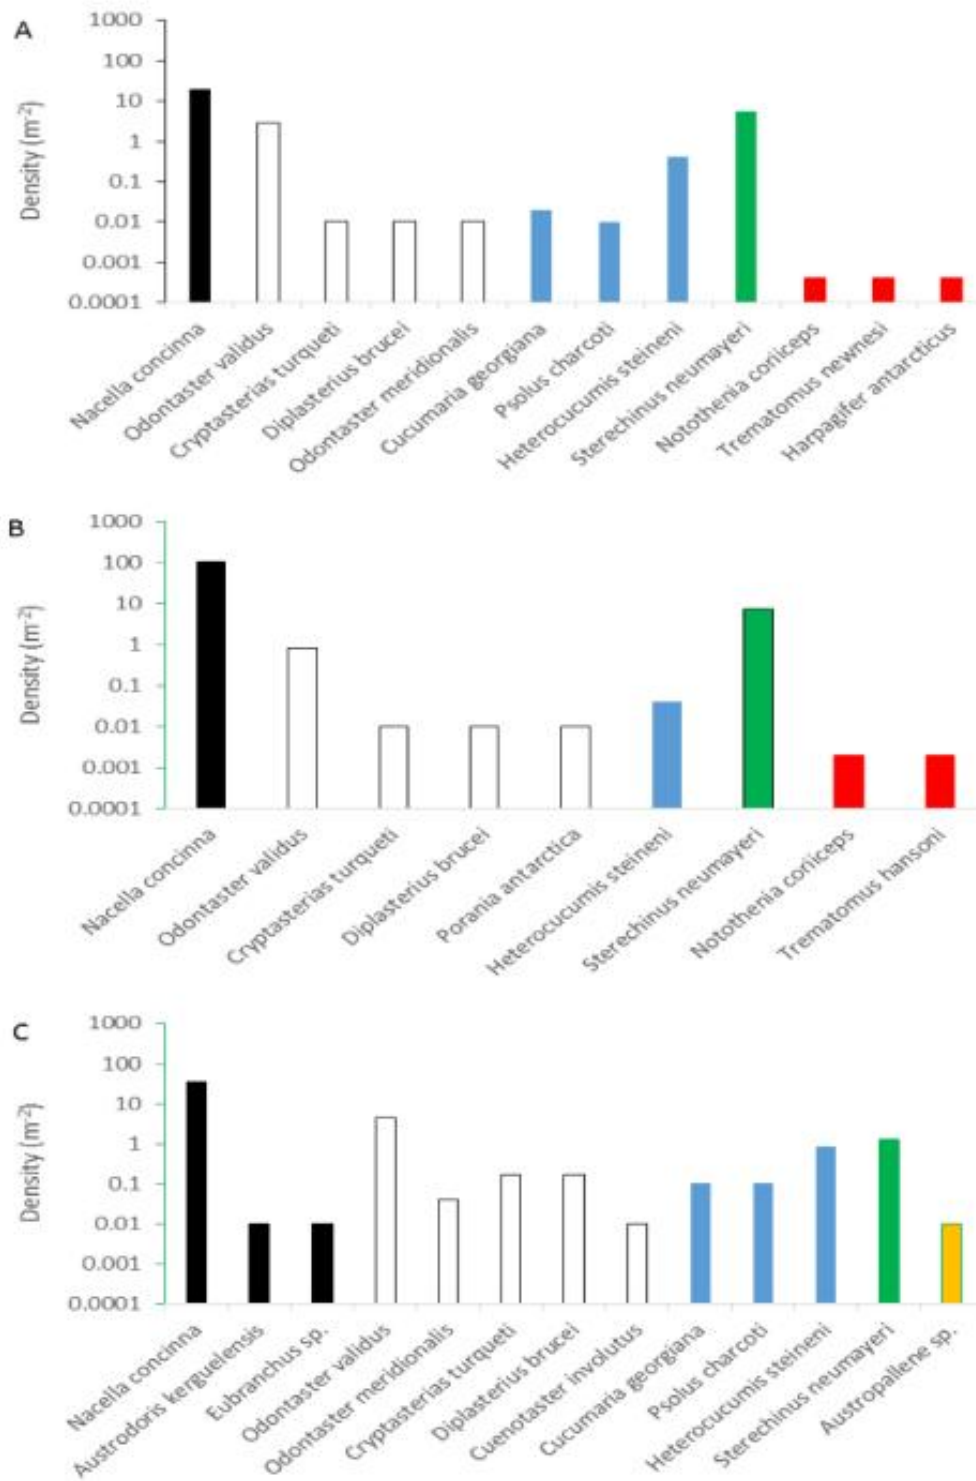 A
Density (m-2)
1000
100
10
1
0.1
0.01
0.001
0.0001
Nacella concinna
Odontaster validus
Cryptasterias turqueti
Diplasterius brucei
Odontaster meridionalis
Cucumaria georgiana
Psolus charcoti
Heterocucumis steineni
Sterechinus neumayeri
Notothenia coriiceps
Trematomus newnesi
Harpagifer antarcticus
B
Density (m-2)
1000
100
10
1
0.1
0.01
0.001
0.0001
Nacella concinna
Odontaster validus
Cryptasterias turqueti
Diplasterius brucei
Porania antarctica
Heterocucumis steineni
Sterechinus neumayeri
Notothenia coriiceps
Trematomus hansoni
C
Density (m-2)
1000
100
10
1
0.1
0.01
0.001
0.0001
Nacella concinna
Austrodoris kerguelensis
Eubranchus sp.
Odontaster validus
Odontaster meridionalis
Cryptasterias turqueti
Diplasterius brucei
Cuenotaster involutus
Cucumaria georgiana
Psolus charcoti
Heterocucumis steineni
Sterechinus neumayeri
Austropallene sp.